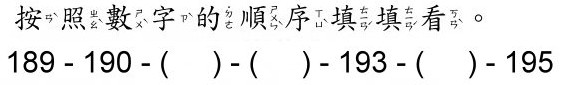 按照數字的順序填填看。
189 - 190 - (　) - (　) - 193 - (　) - 195